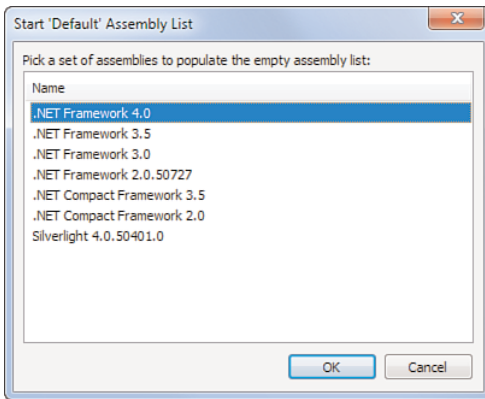 Start 'Default' Assembly List
Pick a set of assemblies to populate the empty assembly list:
Name
.NET Framework 4.0
.NET Framework 3.5
.NET Framework 3.0
.NET Framework 2.0.50727
.NET Compact Framework 3.5
.NET Compact Framework 2.0
Silverlight 4.0.50401.0
OK Cancel